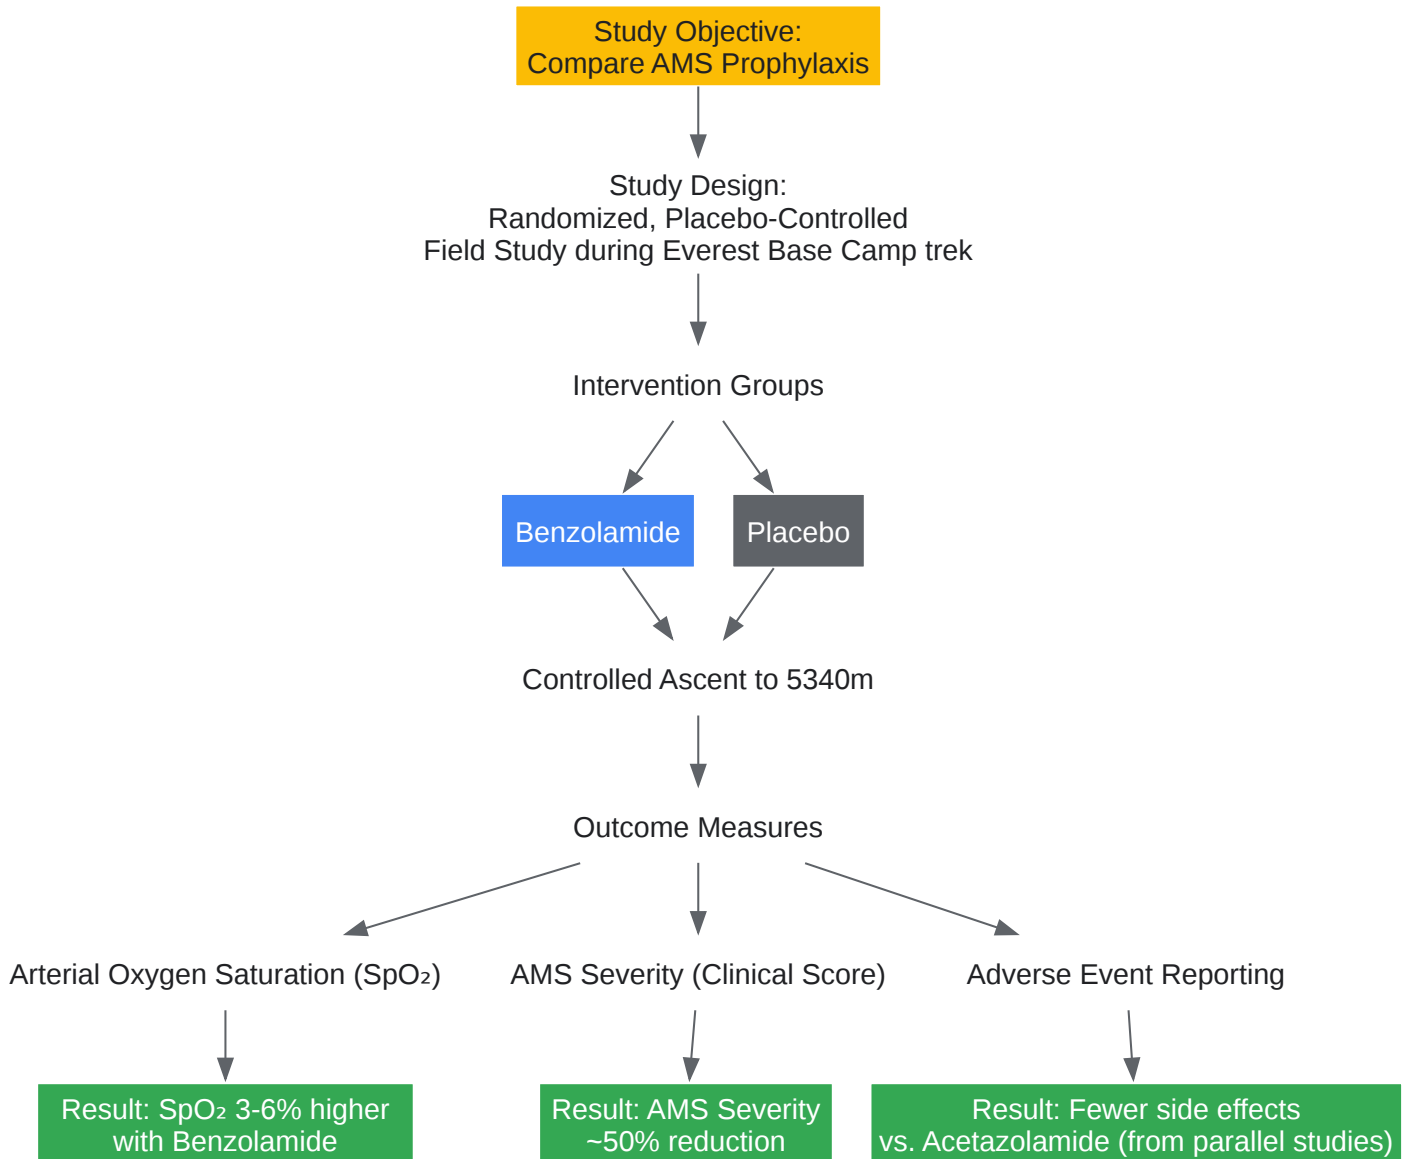 Study Objective:
Compare AMS Prophylaxis
Study Design:
Randomized, Placebo-Controlled
Field Study during Everest Base Camp trek
Intervention Groups
Benzolamide
Placebo
Controlled Ascent to 5340m
Outcome Measures
Arterial Oxygen Saturation (SpO₂)
AMS Severity (Clinical Score)
Adverse Event Reporting
Result: SpO₂ 3-6% higher
with Benzolamide
Result: AMS Severity
~50% reduction
Result: Fewer side effects
vs. Acetazolamide (from parallel studies)